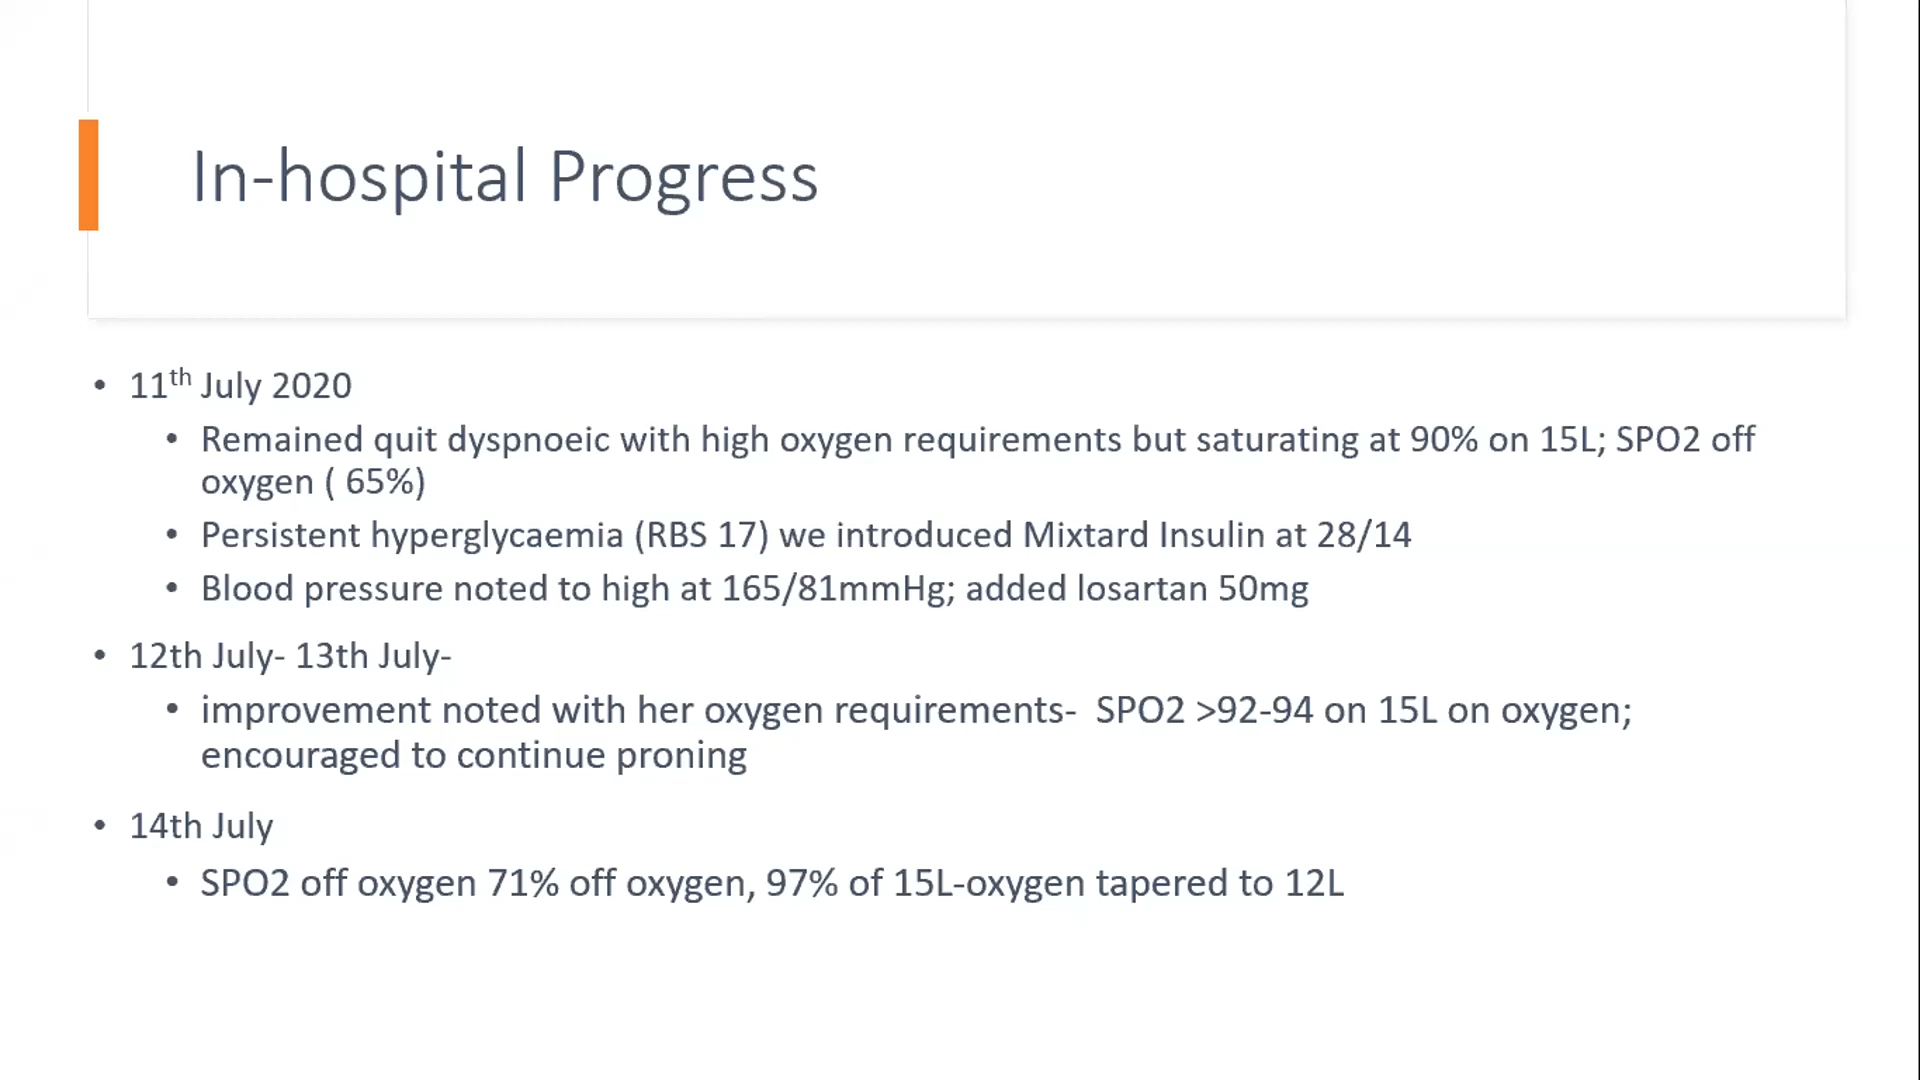 In-hospital Progress
• 11th July 2020
• Remained quit dyspnoeic with high oxygen requirements but saturating at 90% on 15L; SPO2 off
oxygen ( 65%)
• Persistent hyperglycaemia (RBS 17) we introduced Mixtard Insulin at 28/14
• Blood pressure noted to high at 165/81mmHg; added losartan 50mg
• 12th July- 13th July-
• improvement noted with her oxygen requirements-  SPO2 >92-94 on 15L on oxygen;
encouraged to continue proning
• 14th July
• SPO2 off oxygen 71% off oxygen, 97% of 15L-oxygen tapered to 12L